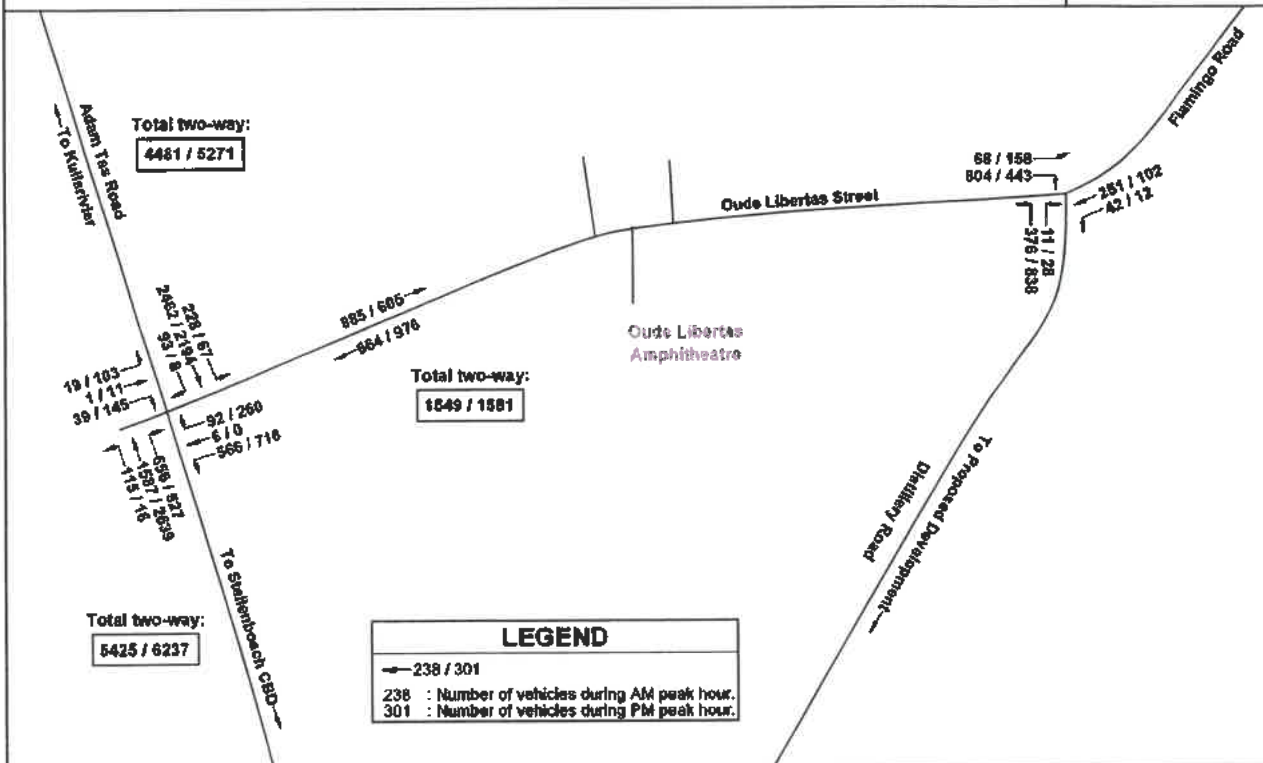 Adam Tas Road
To Kuilsrivier
Total two-way:
4481 / 5271
Flamingo Road
68 / 158
804 / 443
251 / 102
42 / 12
Oude Libertas Street
11 / 28
376 / 838
885 / 605
664 / 976
Oude Libertas
Amphitheatre
228 / 67
2462 / 2194
93 / 8
19 / 103
1 / 11
39 / 145
Total two-way:
1549 / 1581
92 / 260
6 / 0
566 / 716
656 / 527
1587 / 2639
115 / 16
Distillery Road
To Proposed Development
To Stellenbosch CBD
Total two-way:
5425 / 6237
LEGEND
238 / 301
238 : Number of vehicles during AM peak hour.
301 : Number of vehicles during PM peak hour.